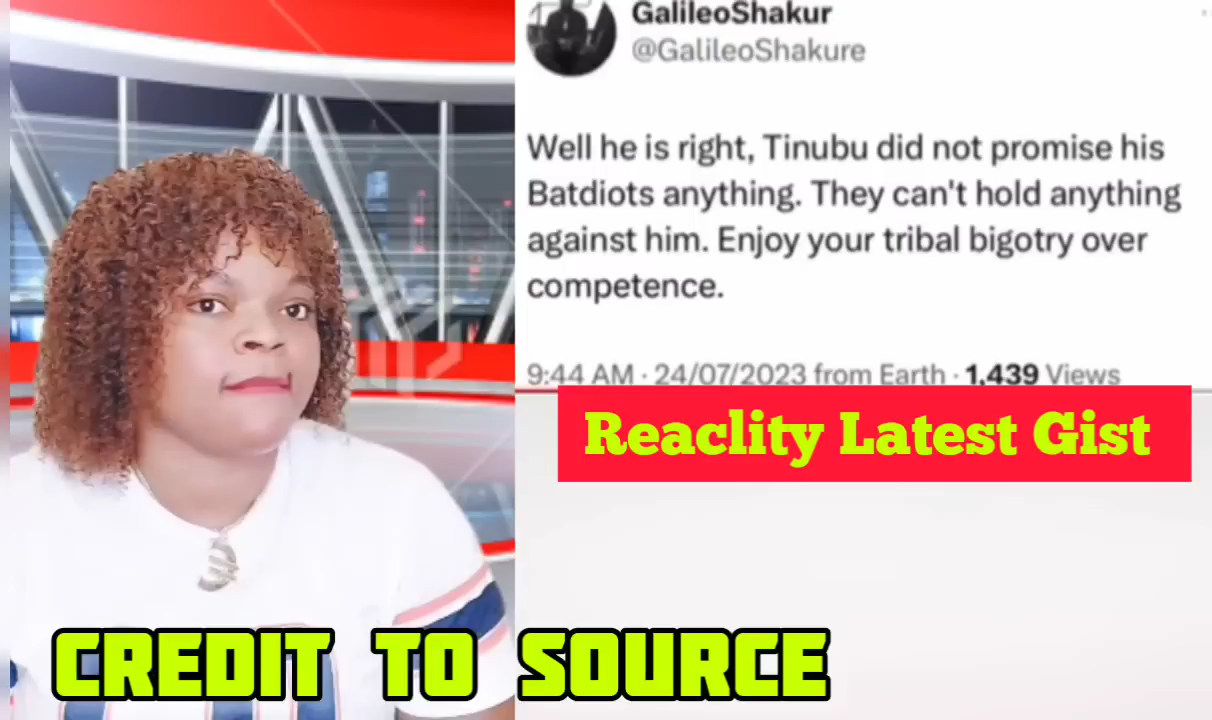 GalileoShakur
@GalileoShakure
Well he is right, Tinubu did not promise his
Batdiots anything. They can't hold anything
against him. Enjoy your tribal bigotry over
competence.
9:44 AM · 24/07/2023 from Earth · 1,439 Views
Reaclity Latest Gist
CREDIT TO SOURCE